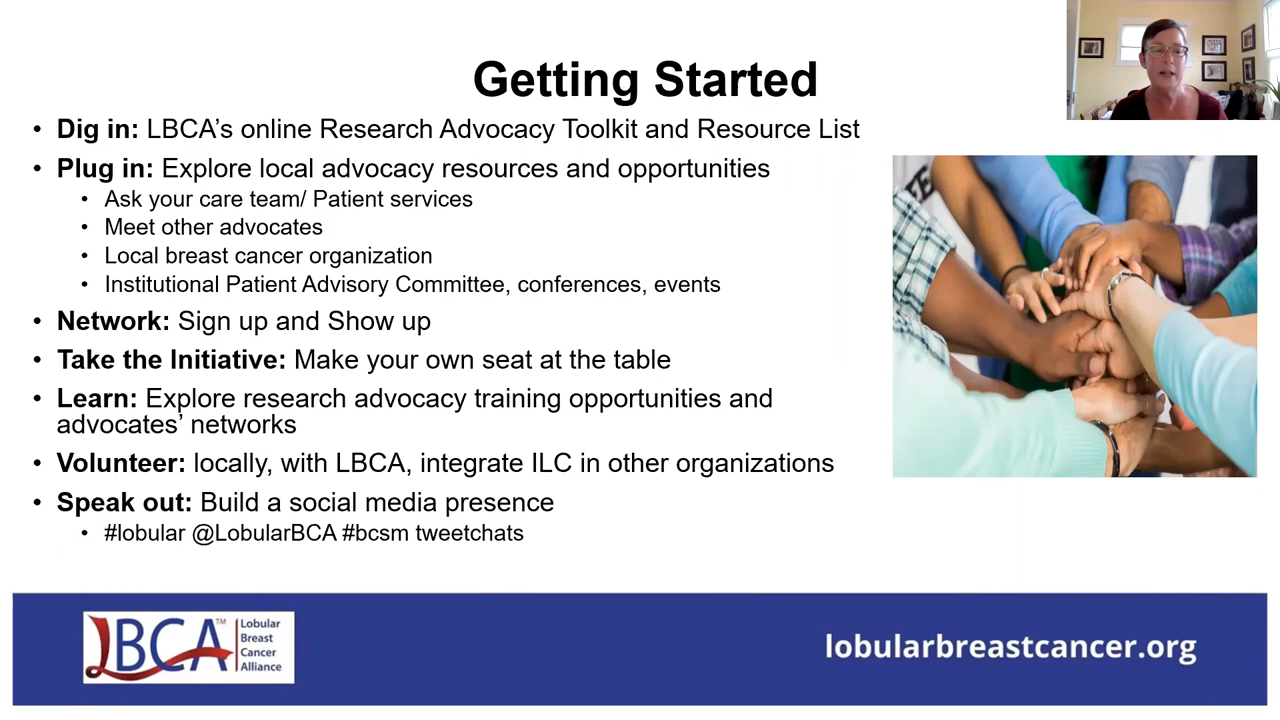 Getting Started
• Dig in: LBCA’s online Research Advocacy Toolkit and Resource List
• Plug in: Explore local advocacy resources and opportunities
• Ask your care team/ Patient services
• Meet other advocates
• Local breast cancer organization
• Institutional Patient Advisory Committee, conferences, events
• Network: Sign up and Show up
• Take the Initiative: Make your own seat at the table
• Learn: Explore research advocacy training opportunities and
advocates’ networks
• Volunteer: locally, with LBCA, integrate ILC in other organizations
• Speak out: Build a social media presence
• #lobular @LobularBCA #bcsm tweetchats
LBCA™
Lobular
Breast
Cancer
Alliance
lobularbreastcancer.org